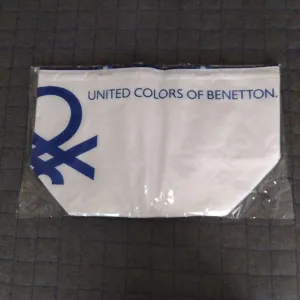 UNITED COLORS OF BENETTON.